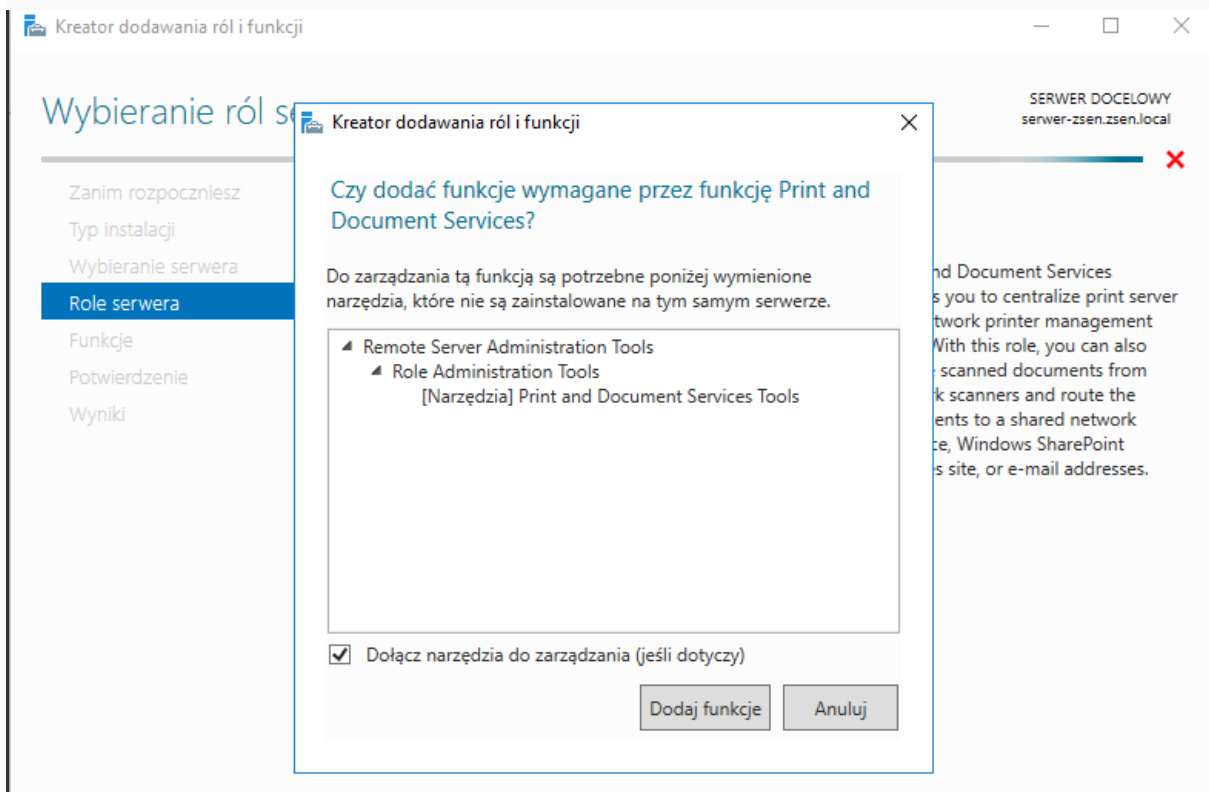 Kreator dodawania ról i funkcji
Wybieranie ról
SERWER DOCELOWY
serwer-zsen.zsen.local
Zanim rozpoczniesz
Typ instalacji
Wybieranie serwera
Role serwera
Funkcje
Potwierdzenie
Wyniki
Kreator dodawania ról i funkcji
Czy dodać funkcje wymagane przez funkcję Print and
Document Services?
Do zarządzania tą funkcją są potrzebne poniżej wymienione
narzędzia, które nie są zainstalowane na tym samym serwerze.
Remote Server Administration Tools
Role Administration Tools
[Narzędzia] Print and Document Services Tools
Dołącz narzędzia do zarządzania (jeśli dotyczy)
Dodaj funkcje
Anuluj
Document Services
you to centralize print server
printer management
With this role, you can also
scanned documents from
scanners and route the
to a shared network
Windows SharePoint
site, or e-mail addresses.